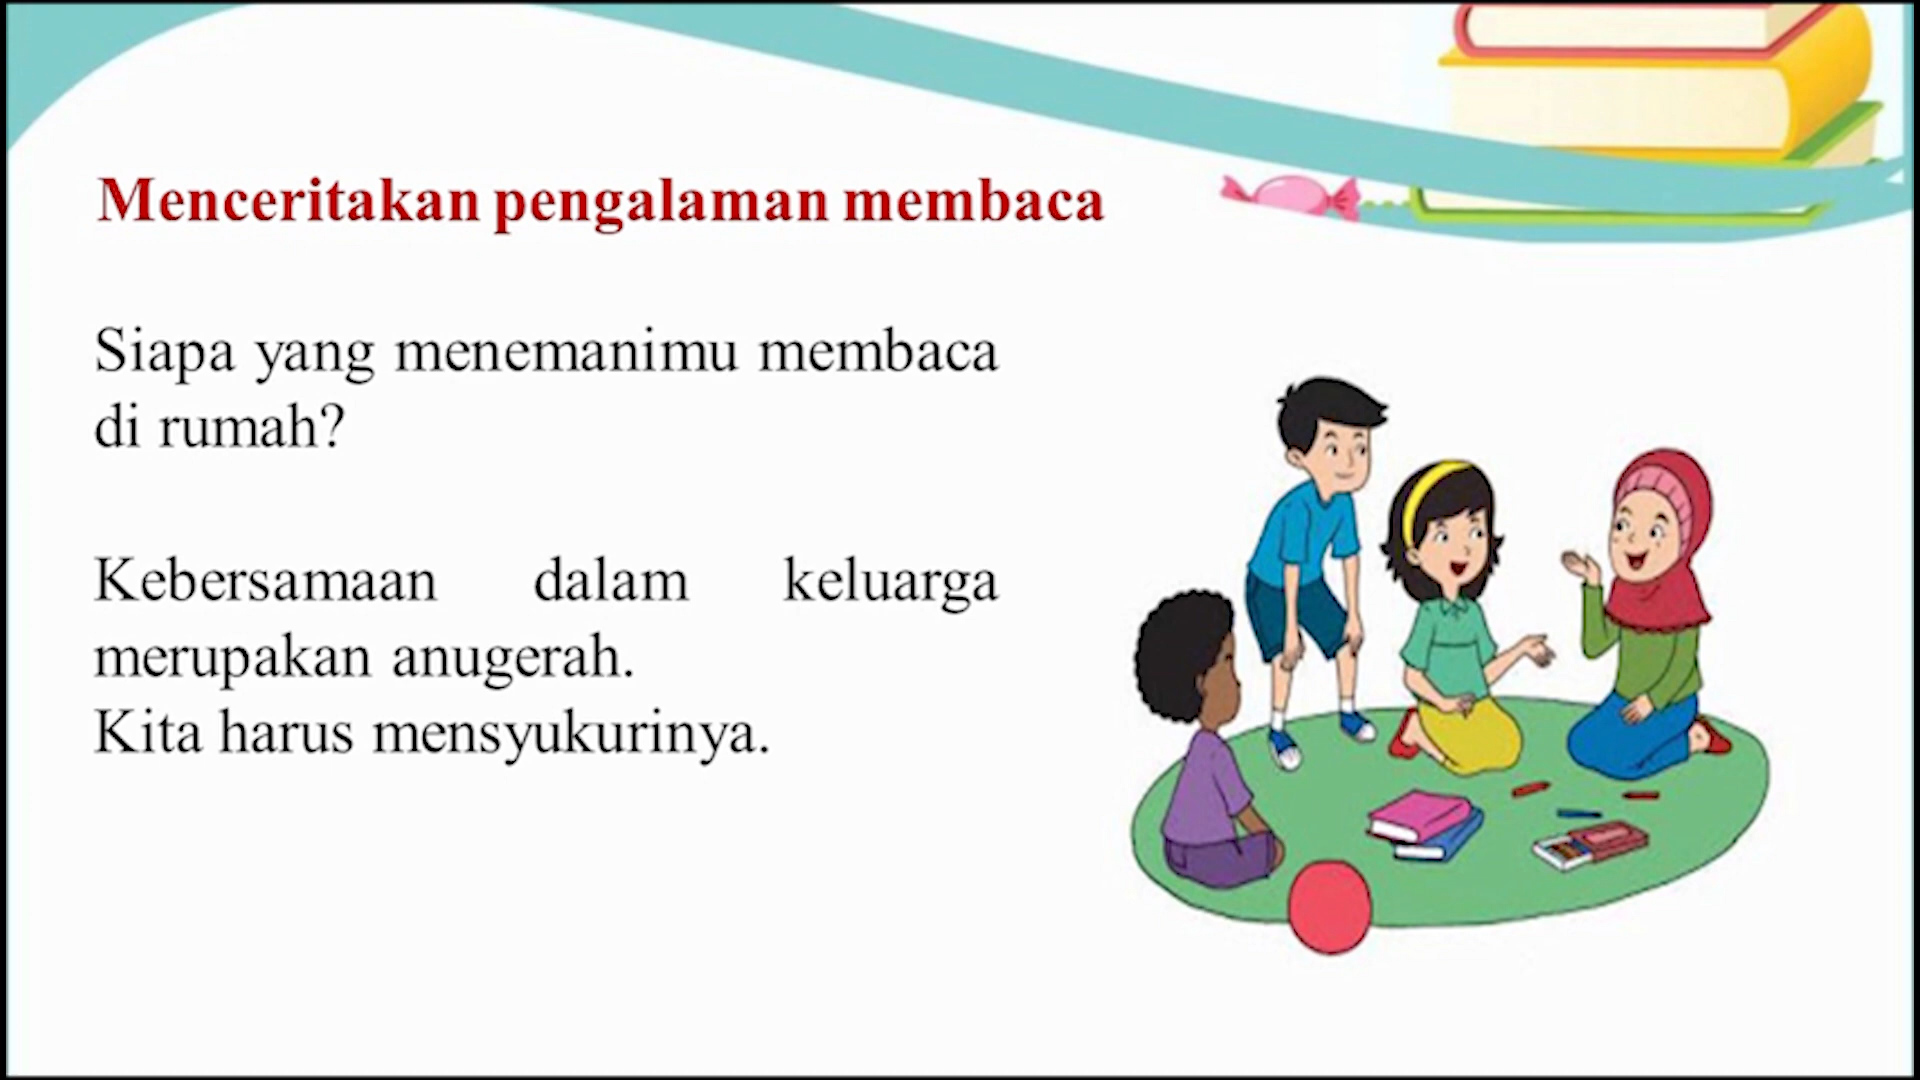 Menceritakan pengalaman membaca
Siapa yang menemanimu membaca
di rumah?
Kebersamaan dalam keluarga
merupakan anugerah.
Kita harus mensyukurinya.